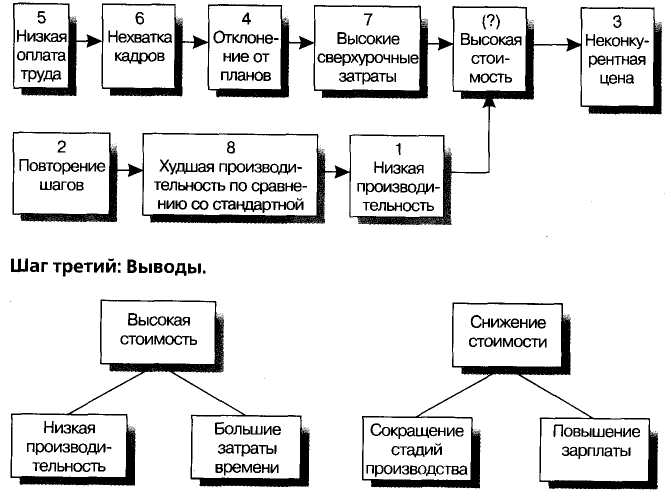 5
Низкая
оплата
труда
6
Нехватка
кадров
4
Отклонение
от
планов
7
Высокие
сверхурочные
затраты
(?)
Высокая
стои-
мость
3
Неконку-
рентная
цена
2
Повторение
шагов
8
Худшая производи-
тельность по сравне-
нию со стандартной
1
Низкая
производи-
тельность
Шаг третий: Выводы.
Высокая
стоимость
Низкая
производи-
тельность
Большие
затраты
времени
Снижение
стоимости
Сокращение
стадий
производства
Повышение
зарплаты